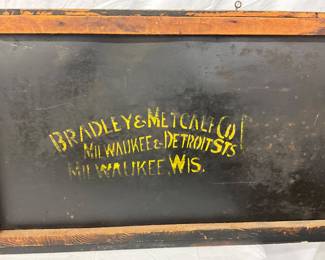 BRADLEY & METCALF CO
MILWAUKEE & DETROIT STS
MILWAUKEE, WIS.